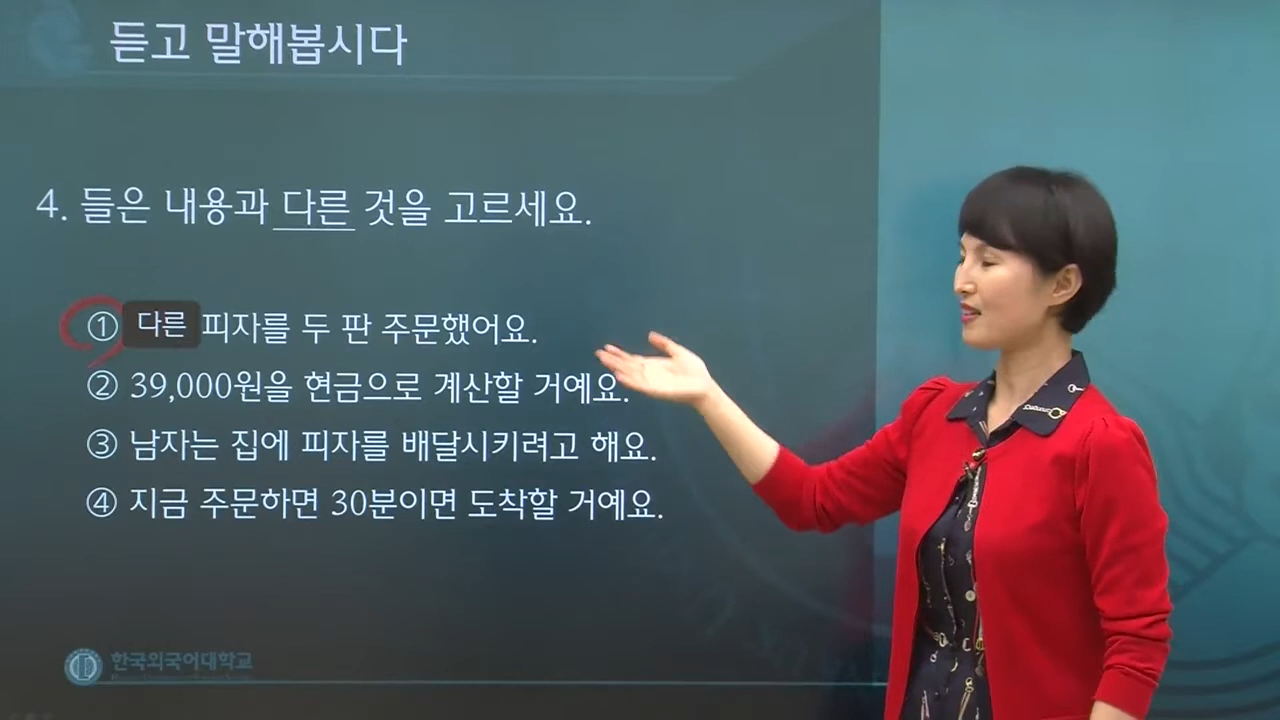 듣고 말해봅시다
4. 들은 내용과 다른 것을 고르세요.
① 다른 피자를 두 판 주문했어요.
② 39,000원을 현금으로 계산할 거예요.
③ 남자는 집에 피자를 배달시키려고 해요.
④ 지금 주문하면 30분이면 도착할 거예요.
한국외국어대학교